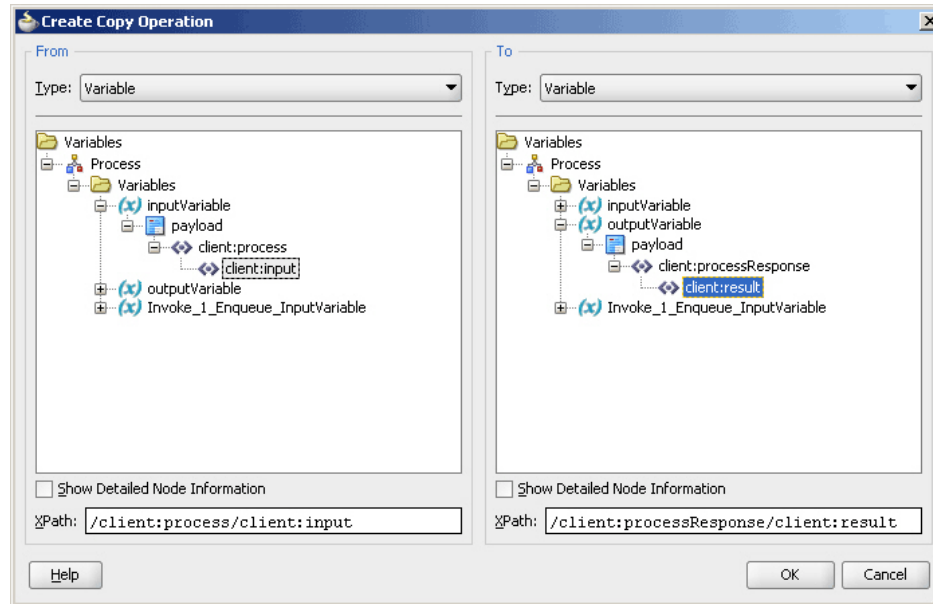 Create Copy Operation
From
Type: Variable
Variables
Process
Variables
(x) inputVariable
payload
client:process
client:input
(x) outputVariable
(x) Invoke_1_Enqueue_InputVariable
Show Detailed Node Information
XPath: /client:process/client:input
To
Type: Variable
Variables
Process
Variables
(x) inputVariable
(x) outputVariable
payload
client:processResponse
client:result
(x) Invoke_1_Enqueue_InputVariable
Show Detailed Node Information
XPath: /client:processResponse/client:result
Help
OK
Cancel